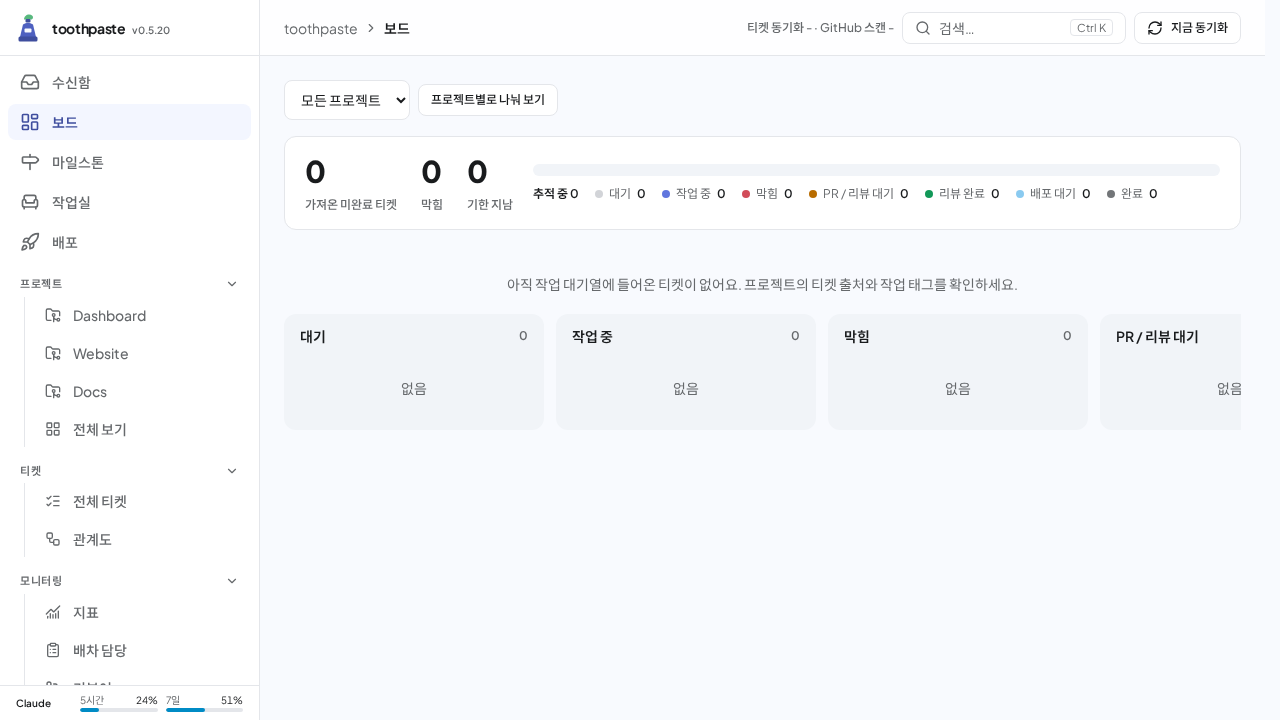 toothpaste v0.5.20
수신함
보드
마일스톤
작업실
배포
프로젝트
Dashboard
Website
Docs
전체 보기
티켓
전체 티켓
관계도
모니터링
지표
배차 담당
Claude
5시간 24% 7일 51%
toothpaste > 보드
티켓 동기화 - · GitHub 스캔 -
검색... Ctrl K
지금 동기화
모든 프로젝트
프로젝트별로 나눠 보기
0 0 0
가져온 미완료 티켓 막힘 기한 지남
추적 중 0 대기 0 작업 중 0 막힘 0 PR / 리뷰 대기 0 리뷰 완료 0 배포 대기 0 완료 0
아직 작업 대기열에 들어온 티켓이 없어요. 프로젝트의 티켓 출처와 작업 태그를 확인하세요.
대기 0
없음
작업 중 0
없음
막힘 0
없음
PR / 리뷰 대기
없음